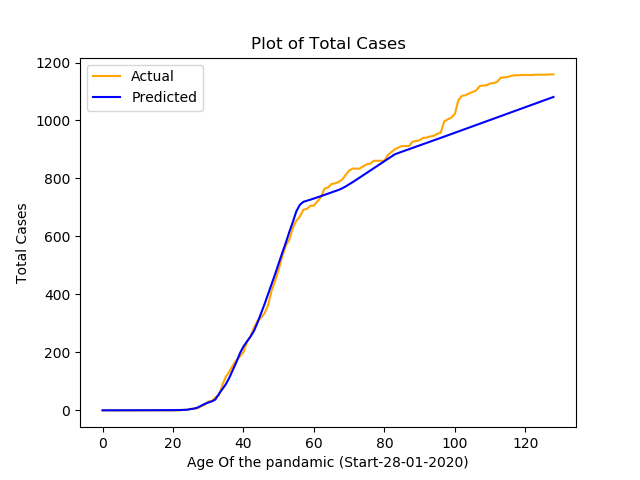 Plot of Total Cases
Actual
Predicted
1200
1000
800
600
400
200
0
Total Cases
0 20 40 60 80 100 120
Age Of the pandamic (Start-28-01-2020)